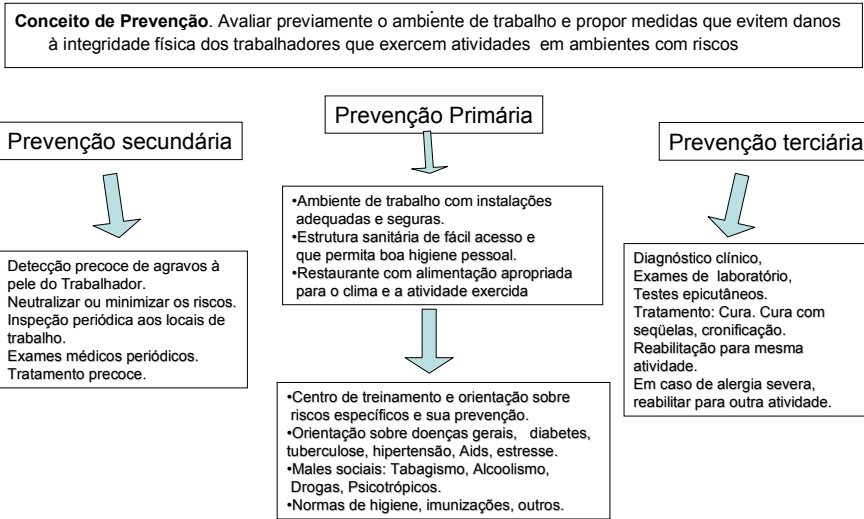 Conceito de Prevenção. Avaliar previamente o ambiente de trabalho e propor medidas que evitem danos
à integridade física dos trabalhadores que exercem atividades em ambientes com riscos
Prevenção secundária
Detecção precoce de agravos à
pele do Trabalhador.
Neutralizar ou minimizar os riscos.
Inspeção periódica aos locais de
trabalho.
Exames médicos periódicos.
Tratamento precoce.
Prevenção Primária
•Ambiente de trabalho com instalações
adequadas e seguras.
•Estrutura sanitária de fácil acesso e
que permita boa higiene pessoal.
•Restaurante com alimentação apropriada
para o clima e a atividade exercida
•Centro de treinamento e orientação sobre
riscos específicos e sua prevenção.
•Orientação sobre doenças gerais, diabetes,
tuberculose, hipertensão, Aids, estresse.
•Males sociais: Tabagismo, Alcoolismo,
Drogas, Psicotrópicos.
•Normas de higiene, imunizações, outros.
Prevenção terciária
Diagnóstico clínico,
Exames de laboratório,
Testes epicutâneos.
Tratamento: Cura. Cura com
seqüelas, cronificação.
Reabilitação para mesma
atividade.
Em caso de alergia severa,
reabilitar para outra atividade.